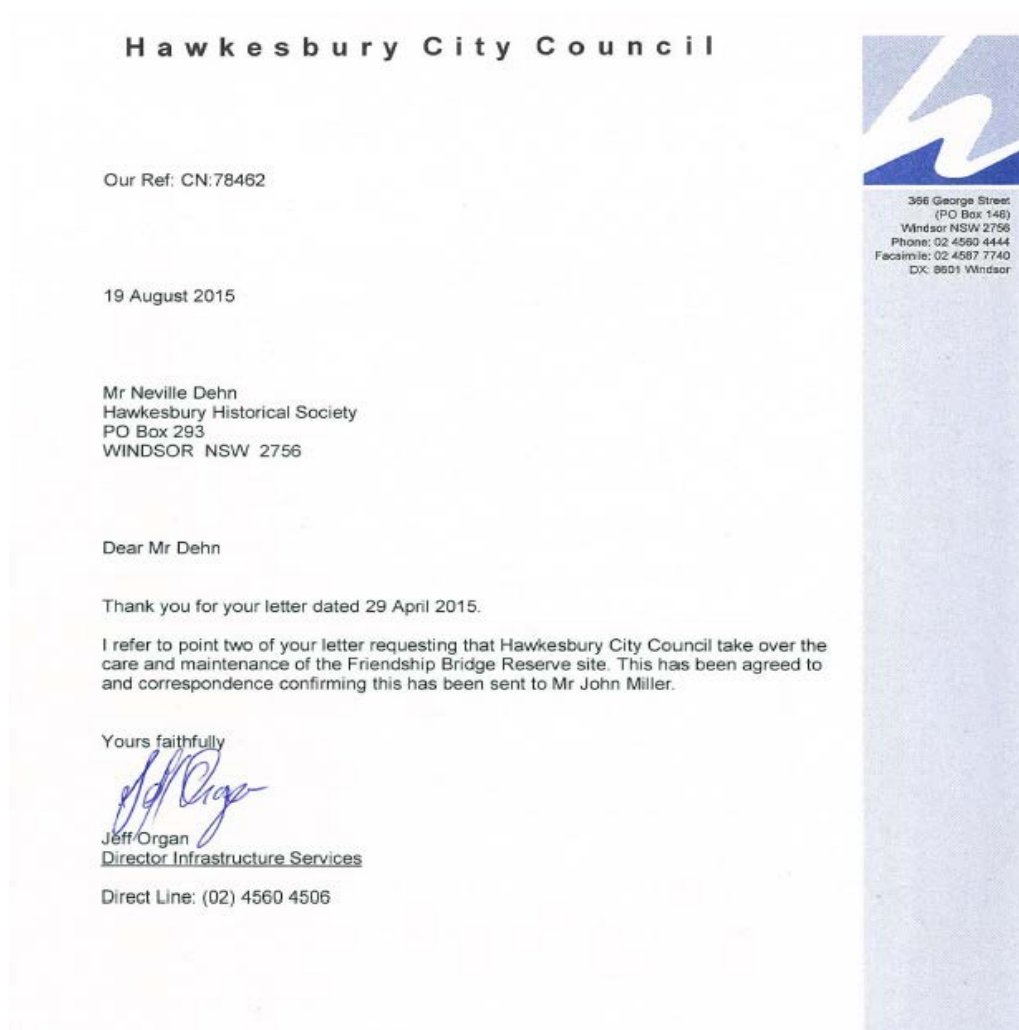 Hawkesbury City Council
366 George Street
(PO Box 146)
Windsor NSW 2756
Phone: 02 4560 4444
Facsimile: 02 4587 7740
DX: 8601 Windsor
Our Ref: CN:78462
19 August 2015
Mr Neville Dehn
Hawkesbury Historical Society
PO Box 293
WINDSOR NSW 2756
Dear Mr Dehn
Thank you for your letter dated 29 April 2015.
I refer to point two of your letter requesting that Hawkesbury City Council take over the
care and maintenance of the Friendship Bridge Reserve site. This has been agreed to
and correspondence confirming this has been sent to Mr John Miller.
Yours faithfully
Jeff Organ
Jeff Organ
Director Infrastructure Services
Direct Line: (02) 4560 4506